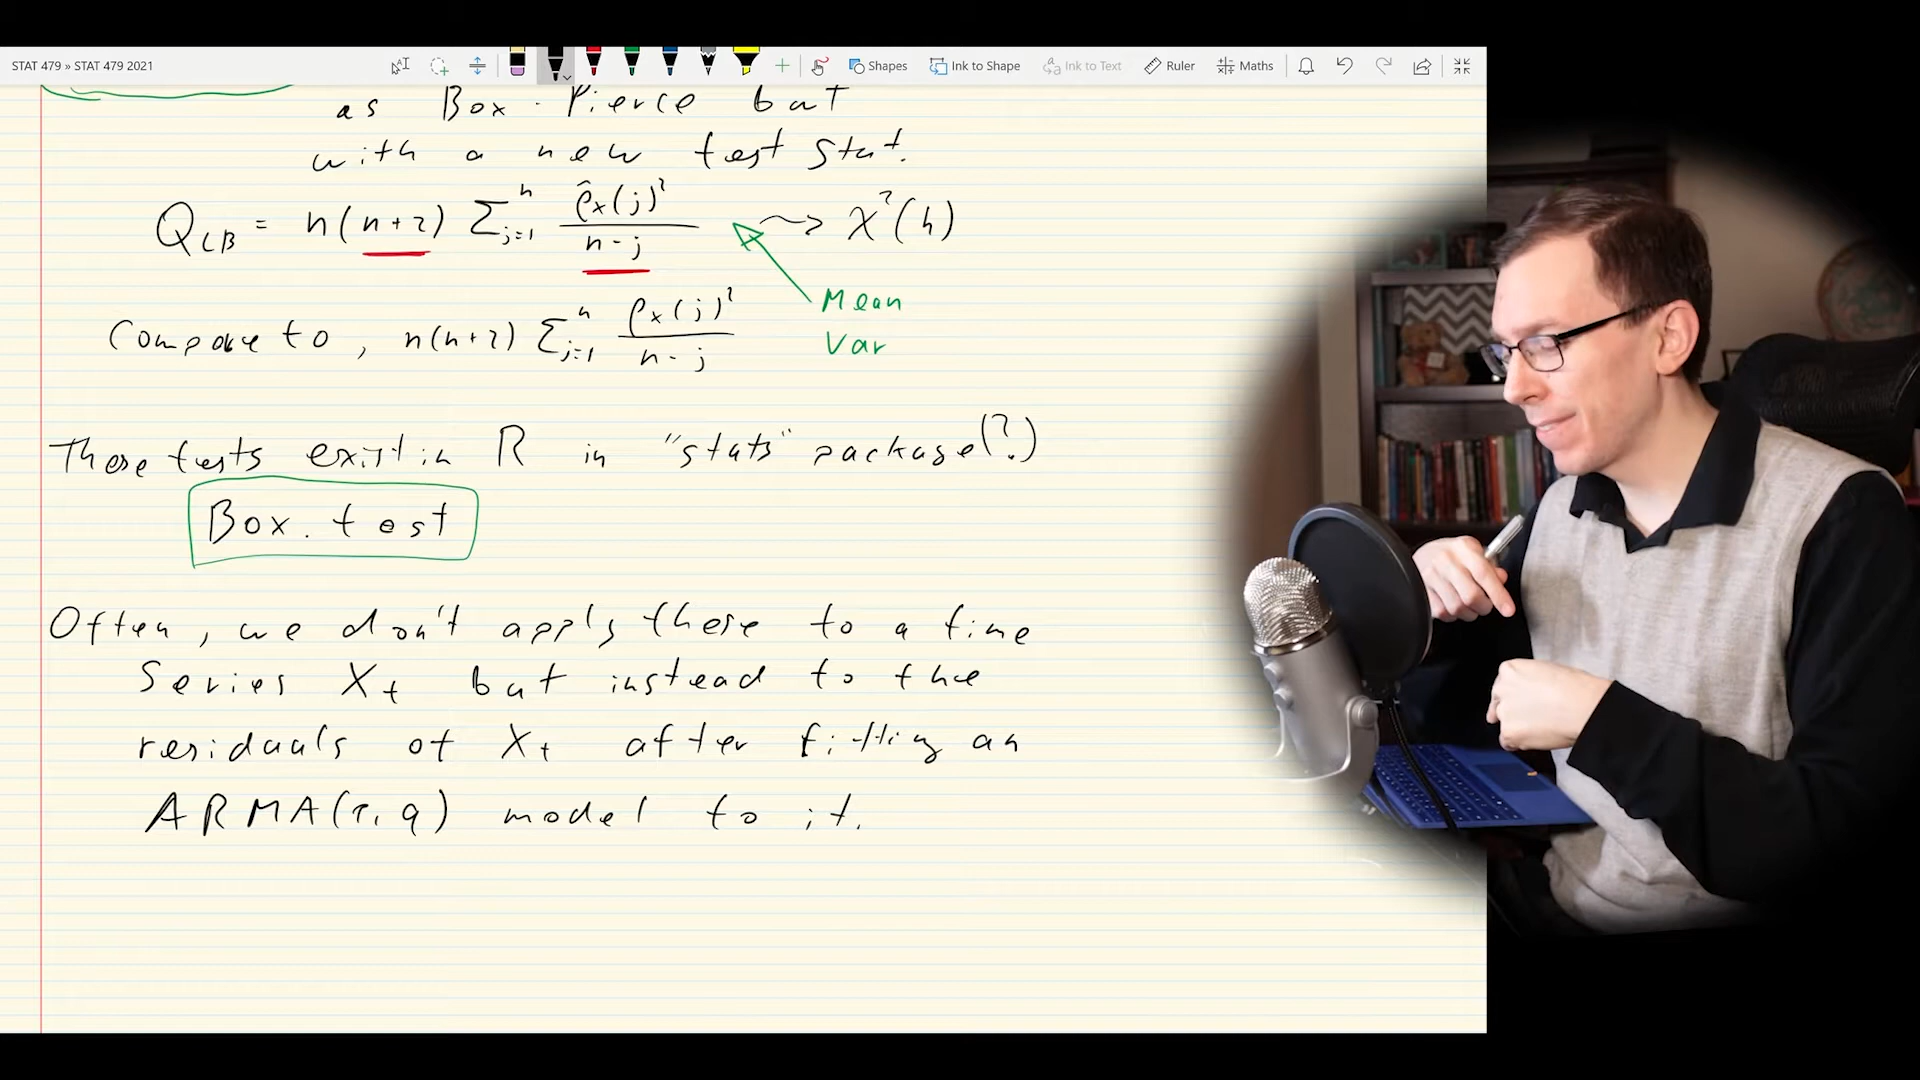 STAT 479 » STAT 479 2021
Shapes Ink to Shape Ink to Text Ruler Maths
as Box-Pierce but
with a new test stat.
Q_LB = n(n+2) Σ_{j=1}^{h} ρ̂_X(j)² / (n-j) ⇝ χ²(h)
Mean
Compare to, n(n+2) Σ_{j=1}^{h} ρ_X(j)² / (n-j)
Var
These tests exist in R in "stats" package(?)
Box.test
Often, we don't apply these to a time
Series X_t but instead to the
residuals of X_t after fitting an
ARMA(p,q) model to it.